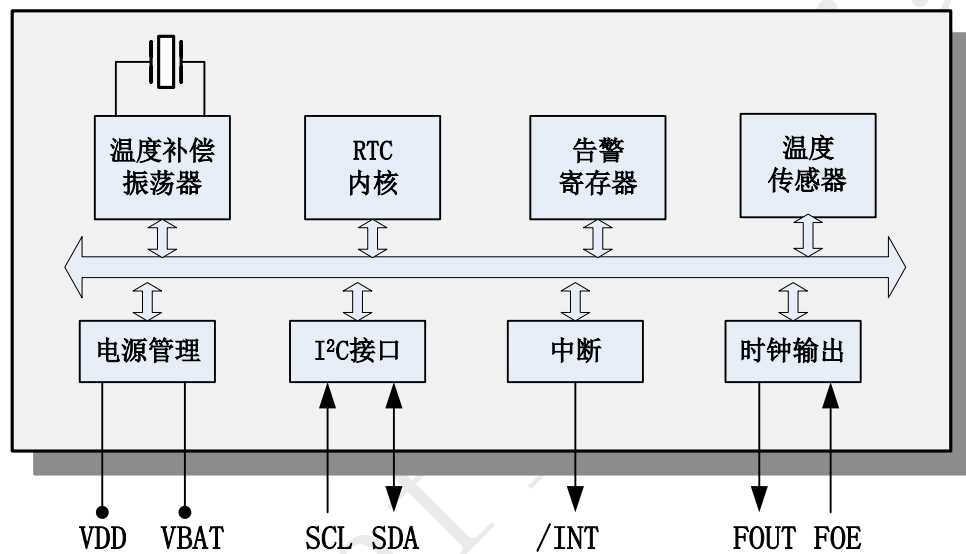 温度补偿
振荡器
RTC
内核
告警
寄存器
温度
传感器
电源管理
I²C接口
中断
时钟输出
VDD VBAT SCL SDA /INT FOUT FOE